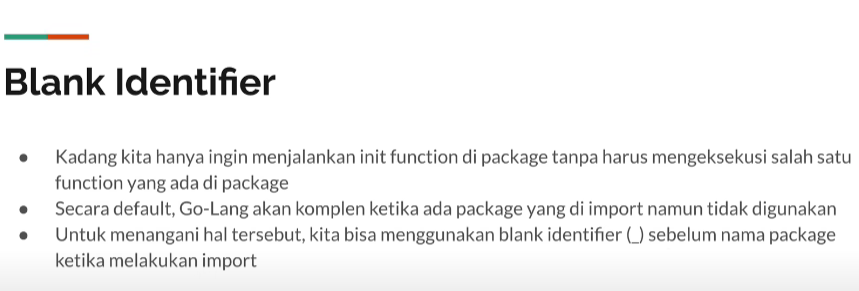 Blank Identifier
● Kadang kita hanya ingin menjalankan init function di package tanpa harus mengeksekusi salah satu
function yang ada di package
● Secara default, Go-Lang akan komplen ketika ada package yang di import namun tidak digunakan
● Untuk menangani hal tersebut, kita bisa menggunakan blank identifier (_) sebelum nama package
ketika melakukan import